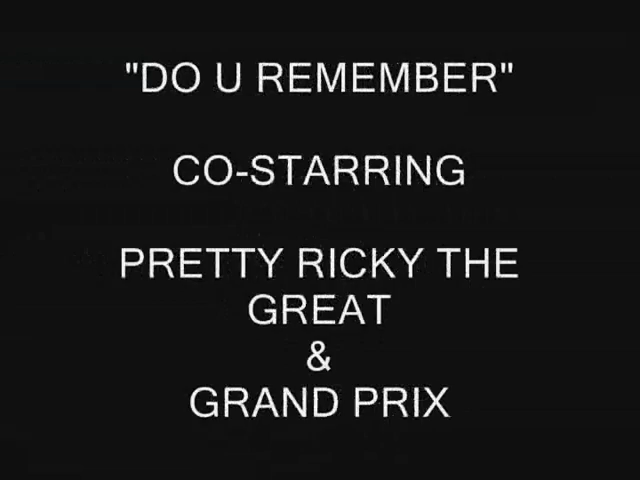 "DO U REMEMBER"
CO-STARRING
PRETTY RICKY THE
GREAT
&
GRAND PRIX